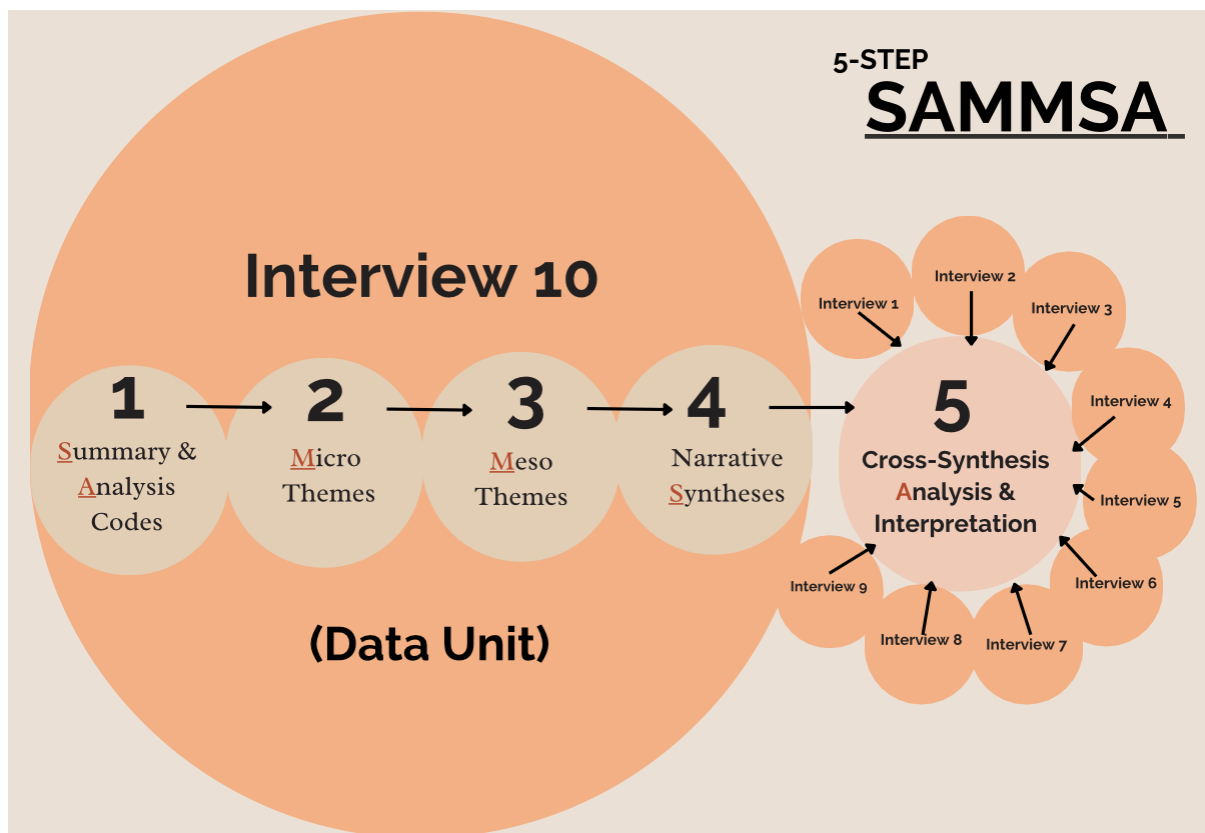 5-STEP
SAMMSA
Interview 10
1
Summary &
Analysis
Codes
2
Micro
Themes
3
Meso
Themes
4
Narrative
Syntheses
(Data Unit)
5
Cross-Synthesis
Analysis &
Interpretation
Interview 1
Interview 2
Interview 3
Interview 4
Interview 5
Interview 6
Interview 7
Interview 8
Interview 9